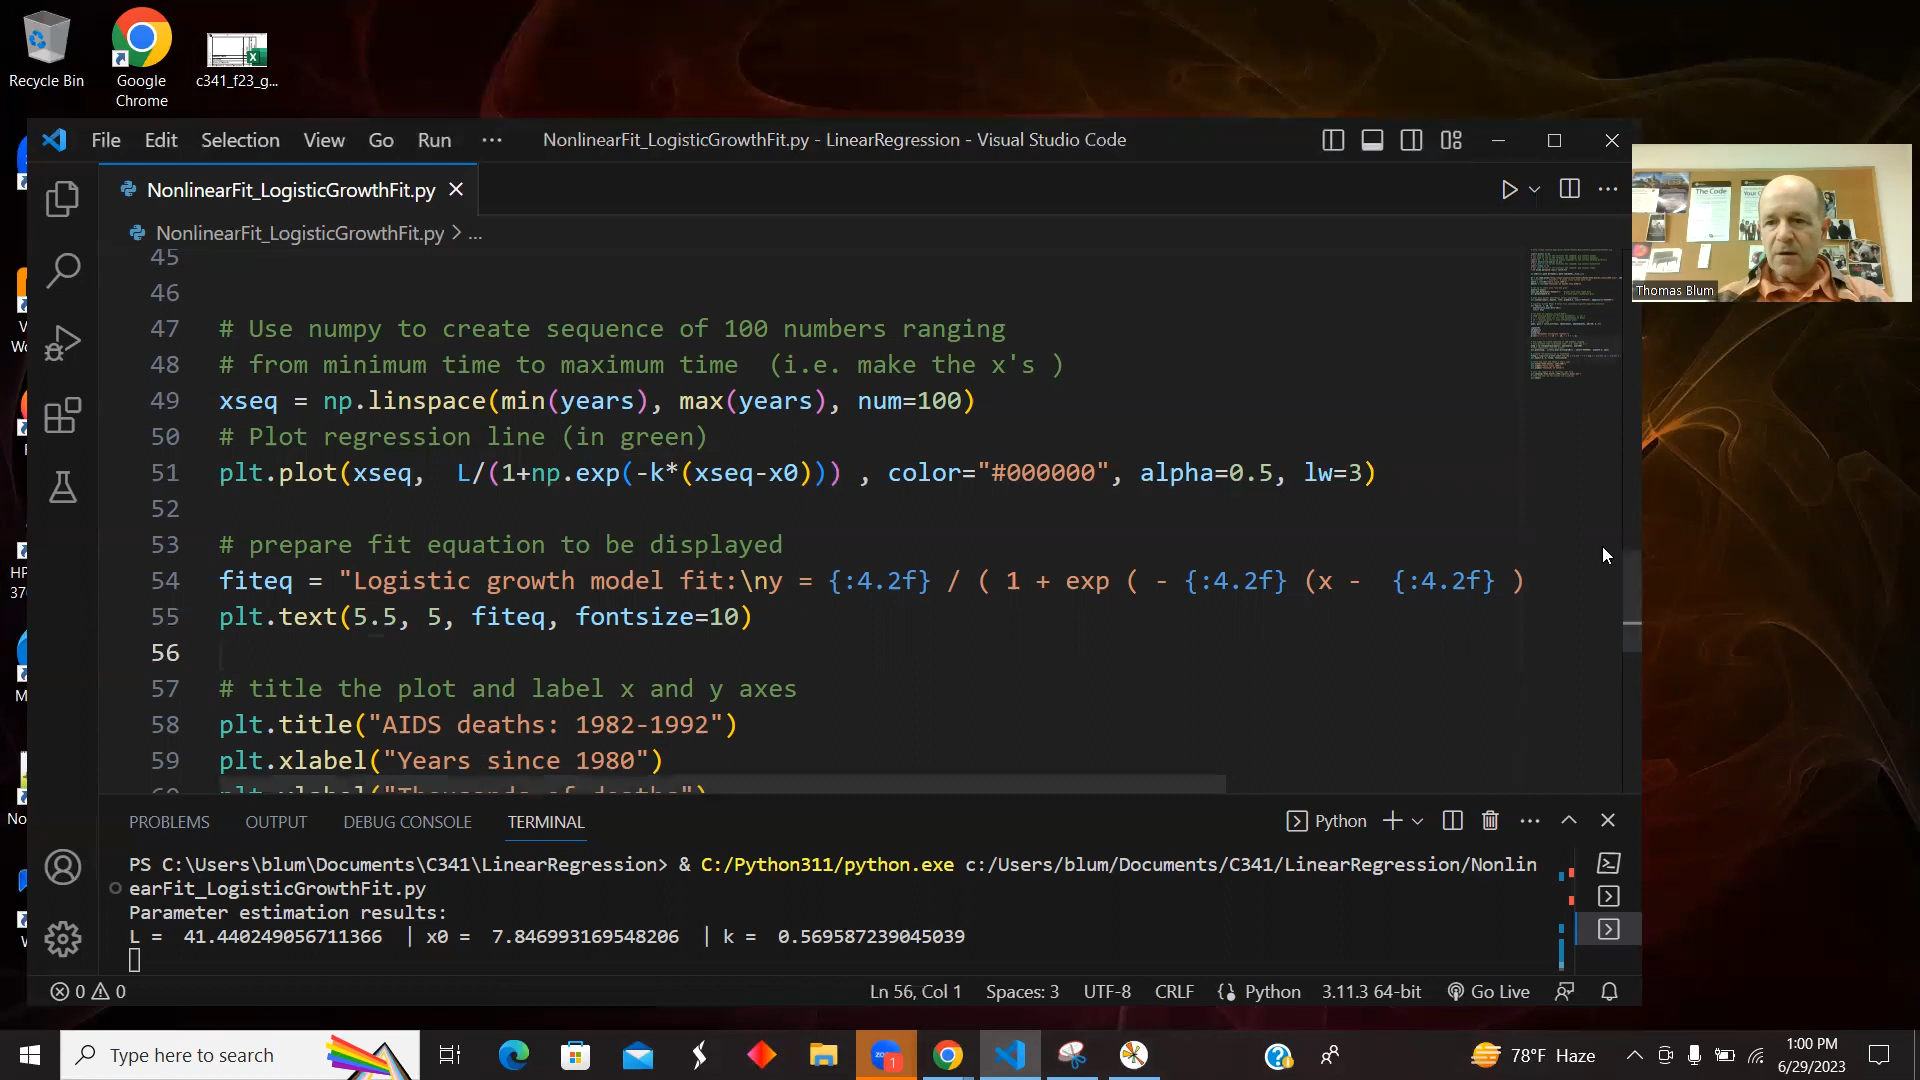 Recycle Bin
Google Chrome
c341_f23_g...
File Edit Selection View Go Run ···
NonlinearFit_LogisticGrowthFit.py - LinearRegression - Visual Studio Code
NonlinearFit_LogisticGrowthFit.py
NonlinearFit_LogisticGrowthFit.py > ...
45
46
47 # Use numpy to create sequence of 100 numbers ranging
48 # from minimum time to maximum time (i.e. make the x's )
49 xseq = np.linspace(min(years), max(years), num=100)
50 # Plot regression line (in green)
51 plt.plot(xseq, L/(1+np.exp(-k*(xseq-x0))) , color="#000000", alpha=0.5, lw=3)
52
53 # prepare fit equation to be displayed
54 fiteq = "Logistic growth model fit:\ny = {:4.2f} / ( 1 + exp ( - {:4.2f} (x - {:4.2f} )
55 plt.text(5.5, 5, fiteq, fontsize=10)
56
57 # title the plot and label x and y axes
58 plt.title("AIDS deaths: 1982-1992")
59 plt.xlabel("Years since 1980")
60 plt.ylabel("Thousands of deaths")
PROBLEMS OUTPUT DEBUG CONSOLE TERMINAL
Python
PS C:\Users\blum\Documents\C341\LinearRegression> & C:/Python311/python.exe c:/Users/blum/Documents/C341/LinearRegression/Nonlin
earFit_LogisticGrowthFit.py
Parameter estimation results:
L = 41.440249056711366 | x0 = 7.846993169548206 | k = 0.569587239045039
0 0
Ln 56, Col 1 Spaces: 3 UTF-8 CRLF Python 3.11.3 64-bit Go Live
Type here to search
78°F Haze
1:00 PM
6/29/2023
Thomas Blum
The Code
HP